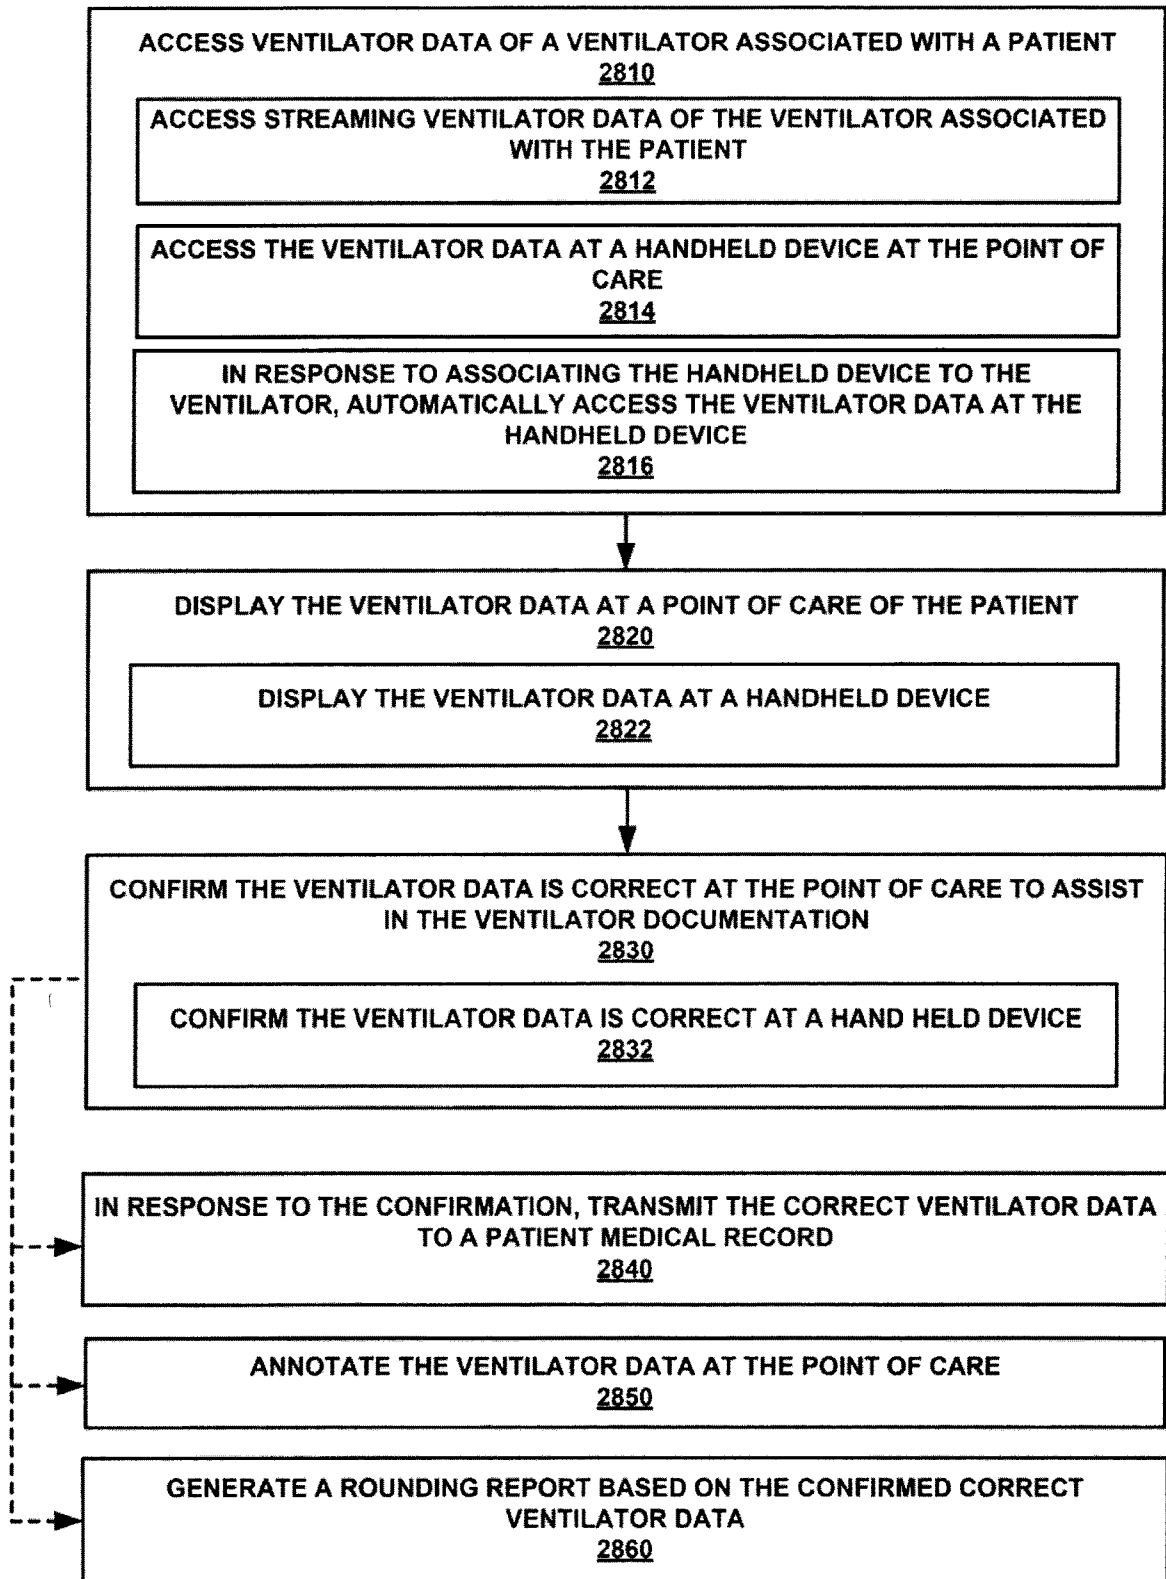 ACCESS VENTILATOR DATA OF A VENTILATOR ASSOCIATED WITH A PATIENT
2810
ACCESS STREAMING VENTILATOR DATA OF THE VENTILATOR ASSOCIATED
WITH THE PATIENT
2812
ACCESS THE VENTILATOR DATA AT A HANDHELD DEVICE AT THE POINT OF
CARE
2814
IN RESPONSE TO ASSOCIATING THE HANDHELD DEVICE TO THE
VENTILATOR, AUTOMATICALLY ACCESS THE VENTILATOR DATA AT THE
HANDHELD DEVICE
2816
DISPLAY THE VENTILATOR DATA AT A POINT OF CARE OF THE PATIENT
2820
DISPLAY THE VENTILATOR DATA AT A HANDHELD DEVICE
2822
CONFIRM THE VENTILATOR DATA IS CORRECT AT THE POINT OF CARE TO ASSIST
IN THE VENTILATOR DOCUMENTATION
2830
CONFIRM THE VENTILATOR DATA IS CORRECT AT A HAND HELD DEVICE
2832
IN RESPONSE TO THE CONFIRMATION, TRANSMIT THE CORRECT VENTILATOR DATA
TO A PATIENT MEDICAL RECORD
2840
ANNOTATE THE VENTILATOR DATA AT THE POINT OF CARE
2850
GENERATE A ROUNDING REPORT BASED ON THE CONFIRMED CORRECT
VENTILATOR DATA
2860